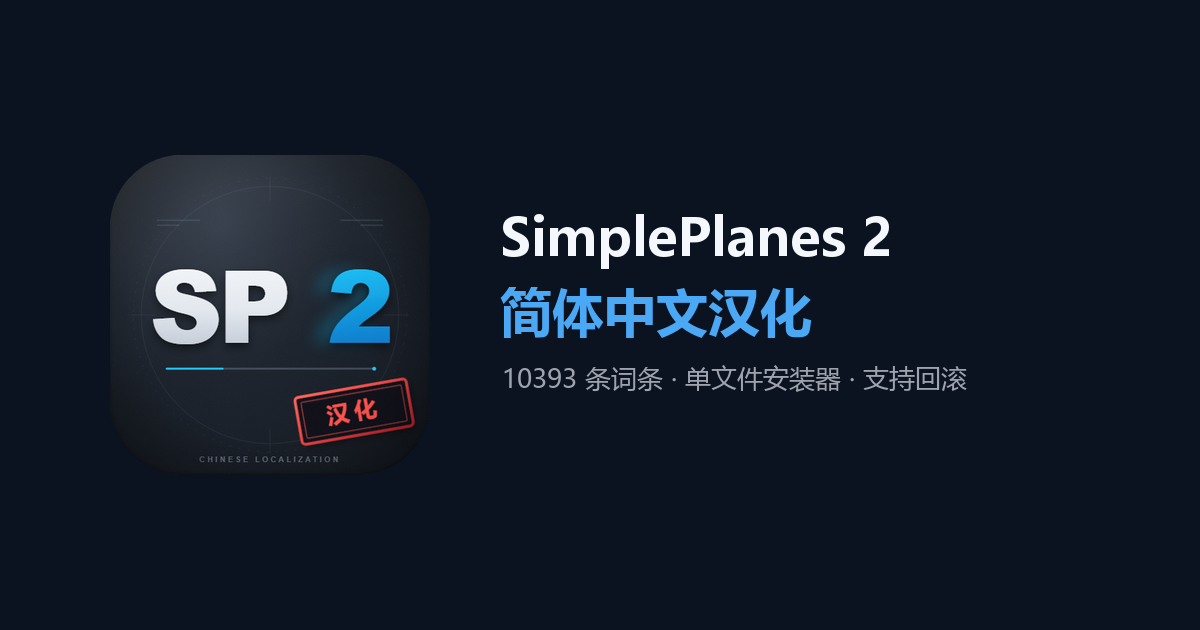 SP 2
汉化
CHINESE LOCALIZATION
SimplePlanes 2
简体中文汉化
10393 条词条 · 单文件安装器 · 支持回滚